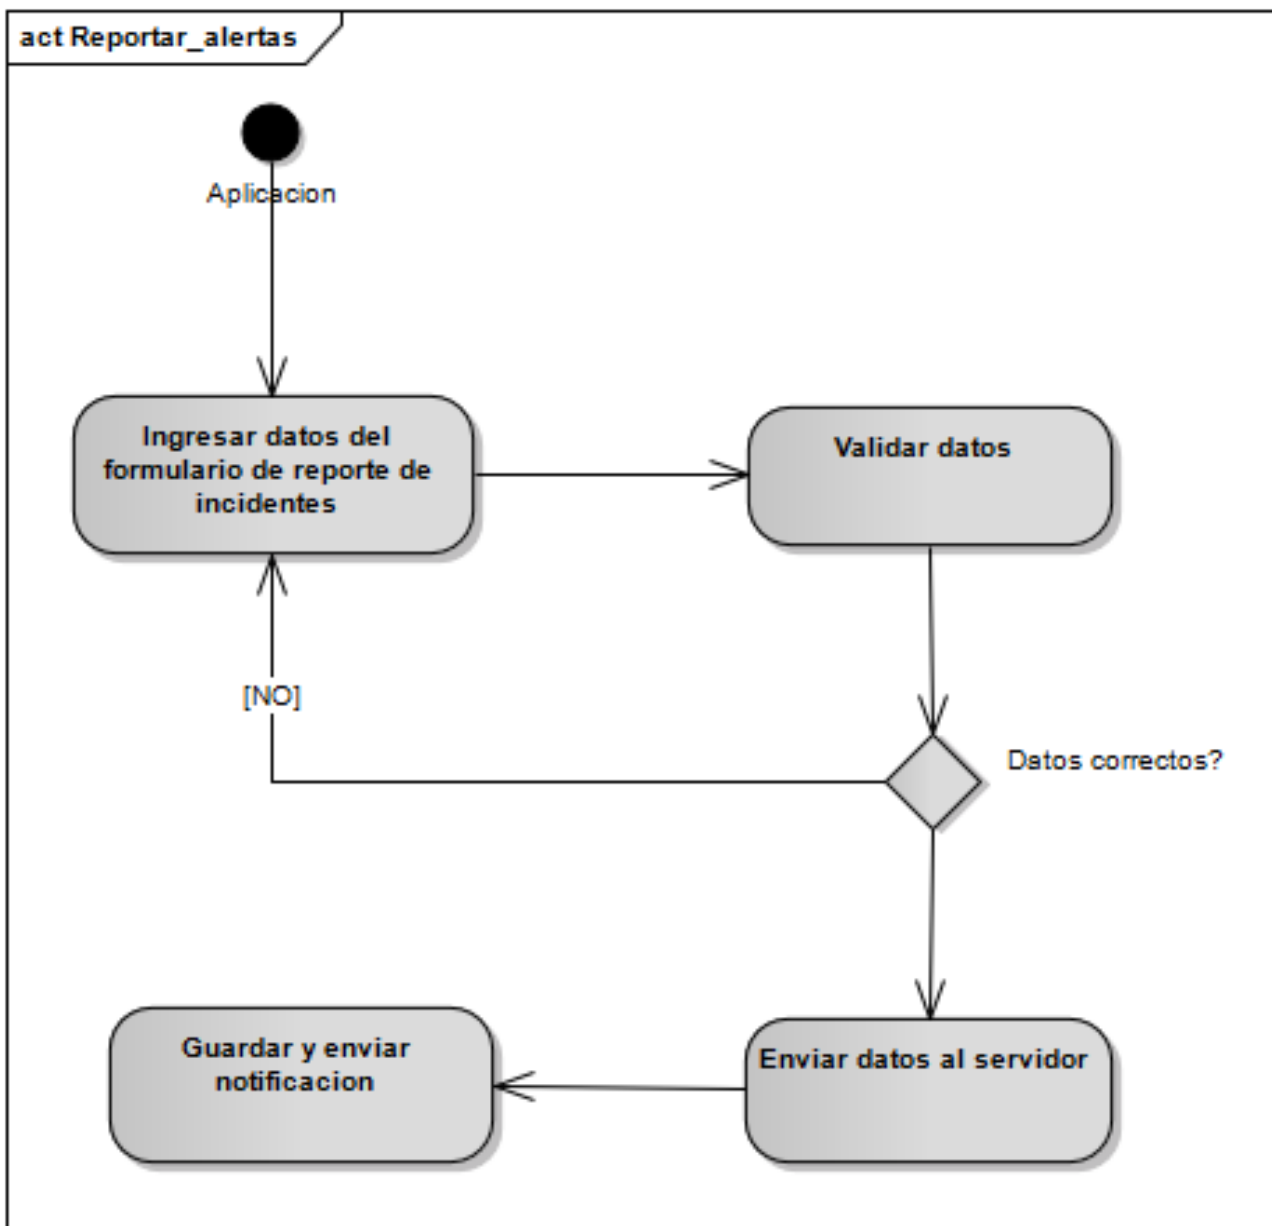 act Reportar_alertas
Aplicacion
Ingresar datos del
formulario de reporte de
incidentes
Validar datos
[NO]
Datos correctos?
Guardar y enviar
notificacion
Enviar datos al servidor